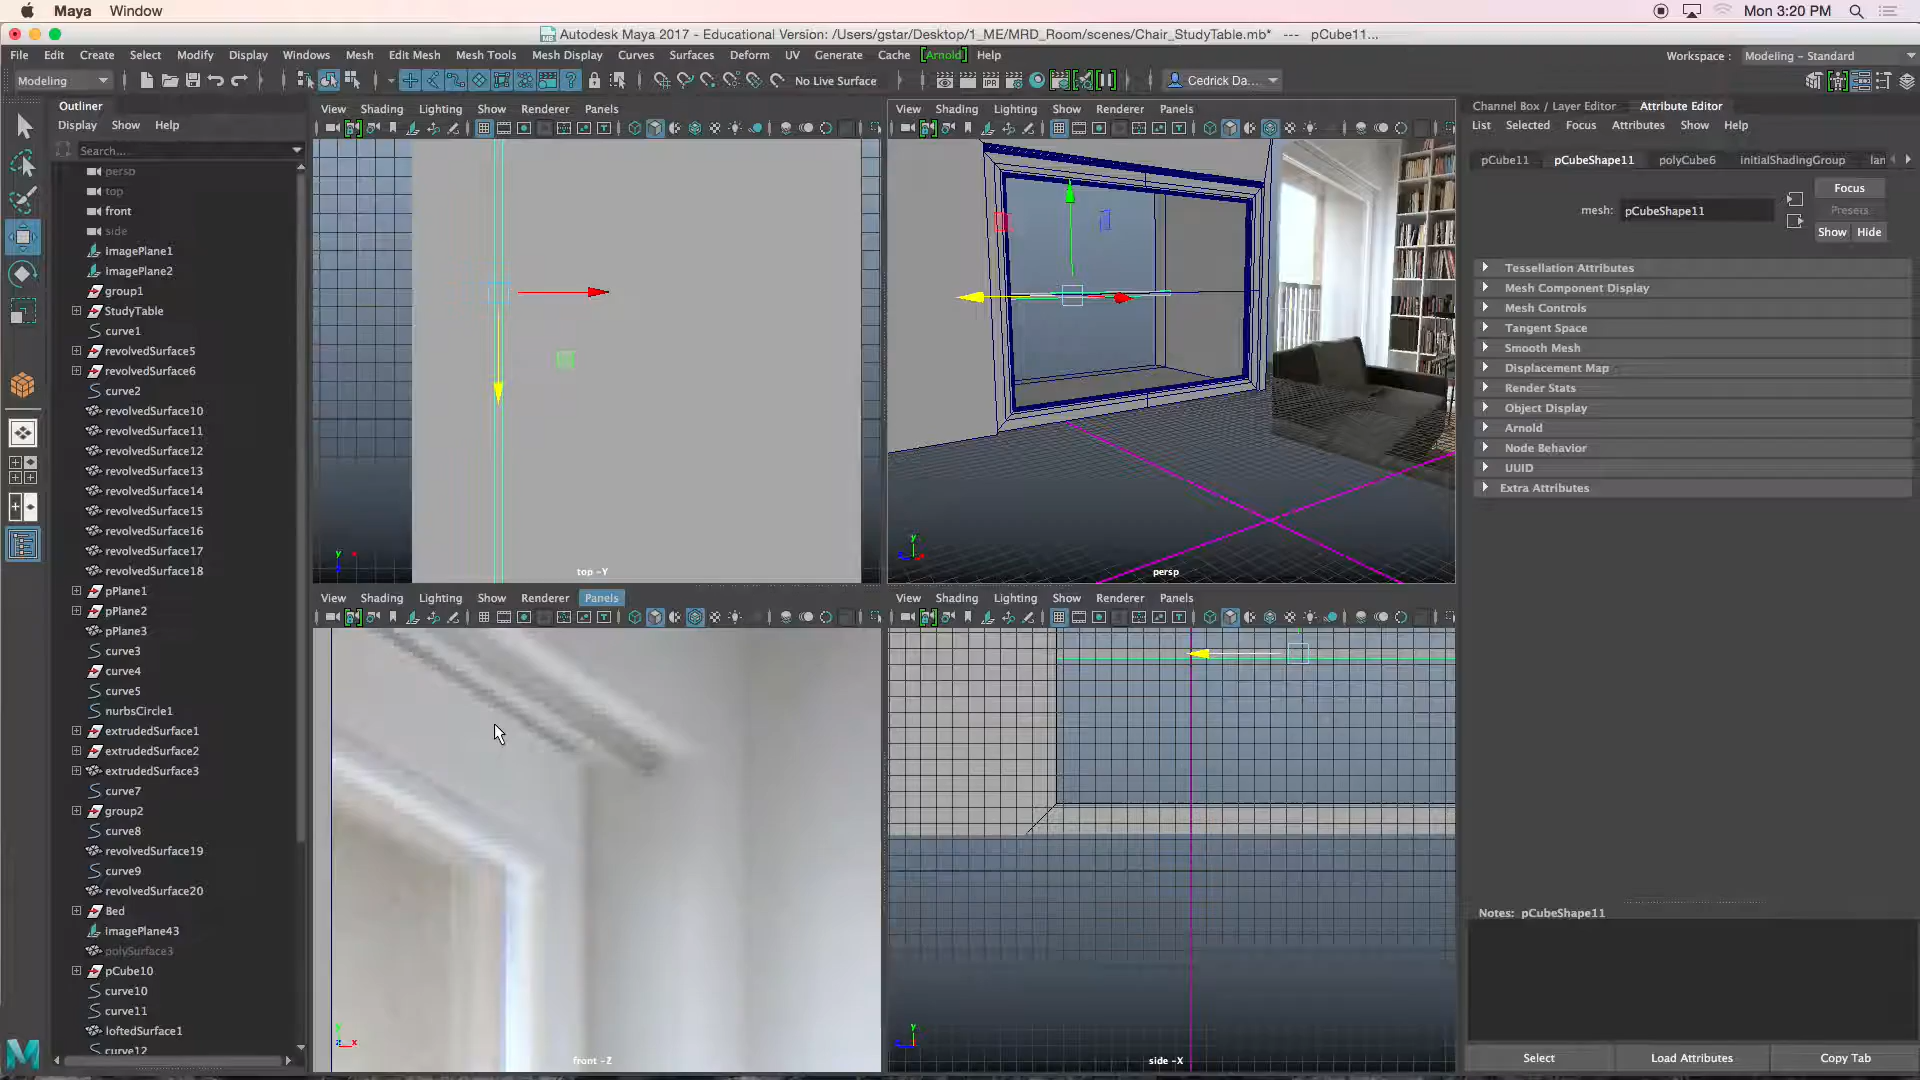 Maya Window
Mon 3:20 PM
Autodesk Maya 2017 - Educational Version: /Users/gstar/Desktop/1_ME/MRD_Room/scenes/Chair_StudyTable.mb* --- pCube11...
File Edit Create Select Modify Display Windows Mesh Edit Mesh Mesh Tools Mesh Display Curves Surfaces Deform UV Generate Cache [Arnold] Help
Workspace : Modeling - Standard
Modeling
No Live Surface
Cedrick Da...
IPR
Outliner
Display Show Help
Search...
persp
top
front
side
imagePlane1
imagePlane2
group1
StudyTable
curve1
revolvedSurface5
revolvedSurface6
curve2
revolvedSurface10
revolvedSurface11
revolvedSurface12
revolvedSurface13
revolvedSurface14
revolvedSurface15
revolvedSurface16
revolvedSurface17
revolvedSurface18
pPlane1
pPlane2
pPlane3
curve3
curve4
curve5
nurbsCircle1
extrudedSurface1
extrudedSurface2
extrudedSurface3
curve7
group2
curve8
revolvedSurface19
curve9
revolvedSurface20
Bed
imagePlane43
polySurface3
pCube10
curve10
curve11
loftedSurface1
curve12
View Shading Lighting Show Renderer Panels
top -Y
View Shading Lighting Show Renderer Panels
persp
View Shading Lighting Show Renderer Panels
front -Z
View Shading Lighting Show Renderer Panels
side -X
Channel Box / Layer Editor Attribute Editor
List Selected Focus Attributes Show Help
pCube11 pCubeShape11 polyCube6 initialShadingGroup lan
Focus
mesh: pCubeShape11
Presets
Show Hide
Tessellation Attributes
Mesh Component Display
Mesh Controls
Tangent Space
Smooth Mesh
Displacement Map
Render Stats
Object Display
Arnold
Node Behavior
UUID
Extra Attributes
Notes: pCubeShape11
Select Load Attributes Copy Tab